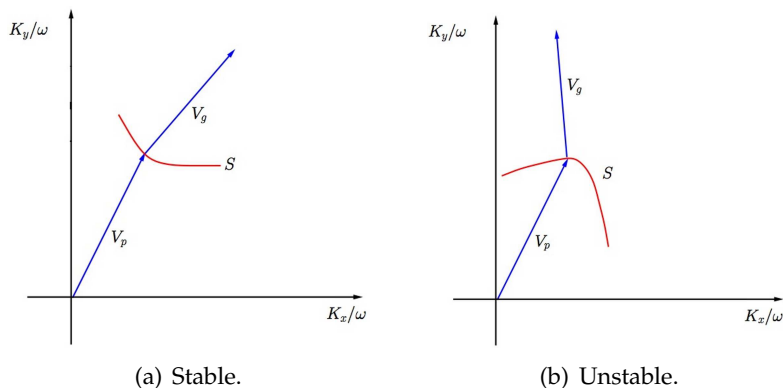 K_y/ω
V_g
S
V_p
K_x/ω
(a) Stable.
K_y/ω
V_g
S
V_p
K_x/ω
(b) Unstable.